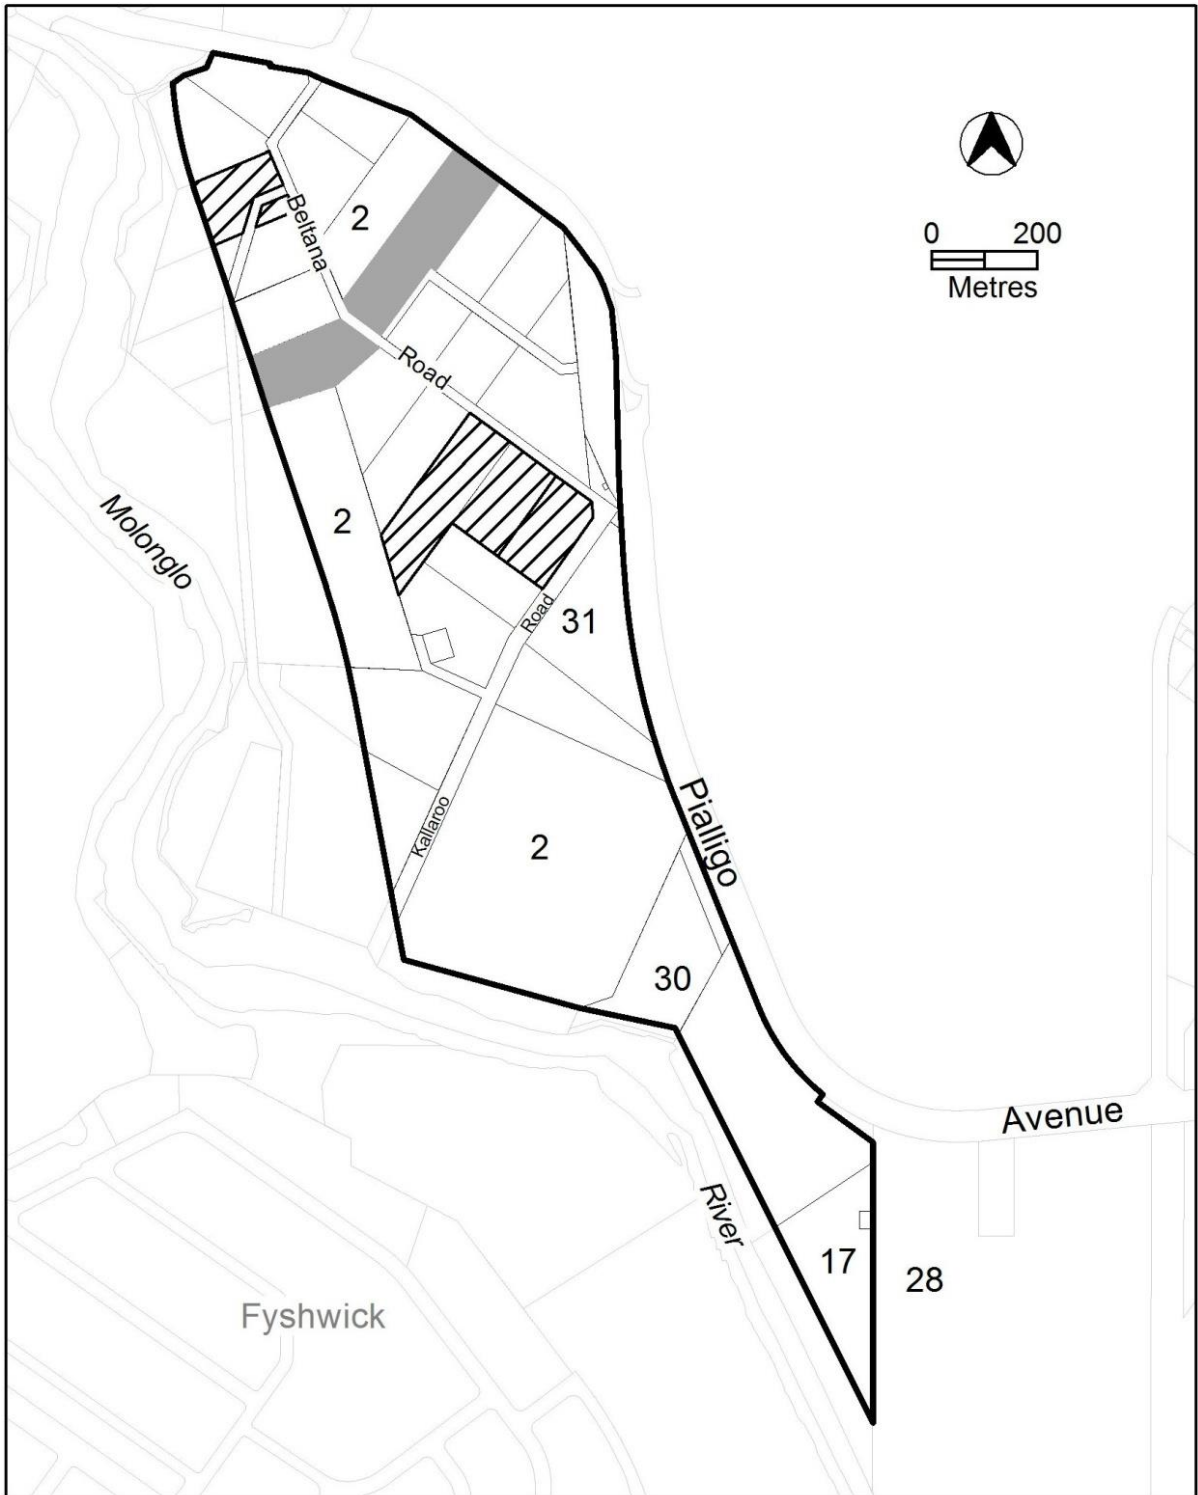 0 200
Metres
Beltana
2
Road
Molonglo
2
Road
31
Pialligo
Kallaroo
2
30
Avenue
River
17
28
Fyshwick